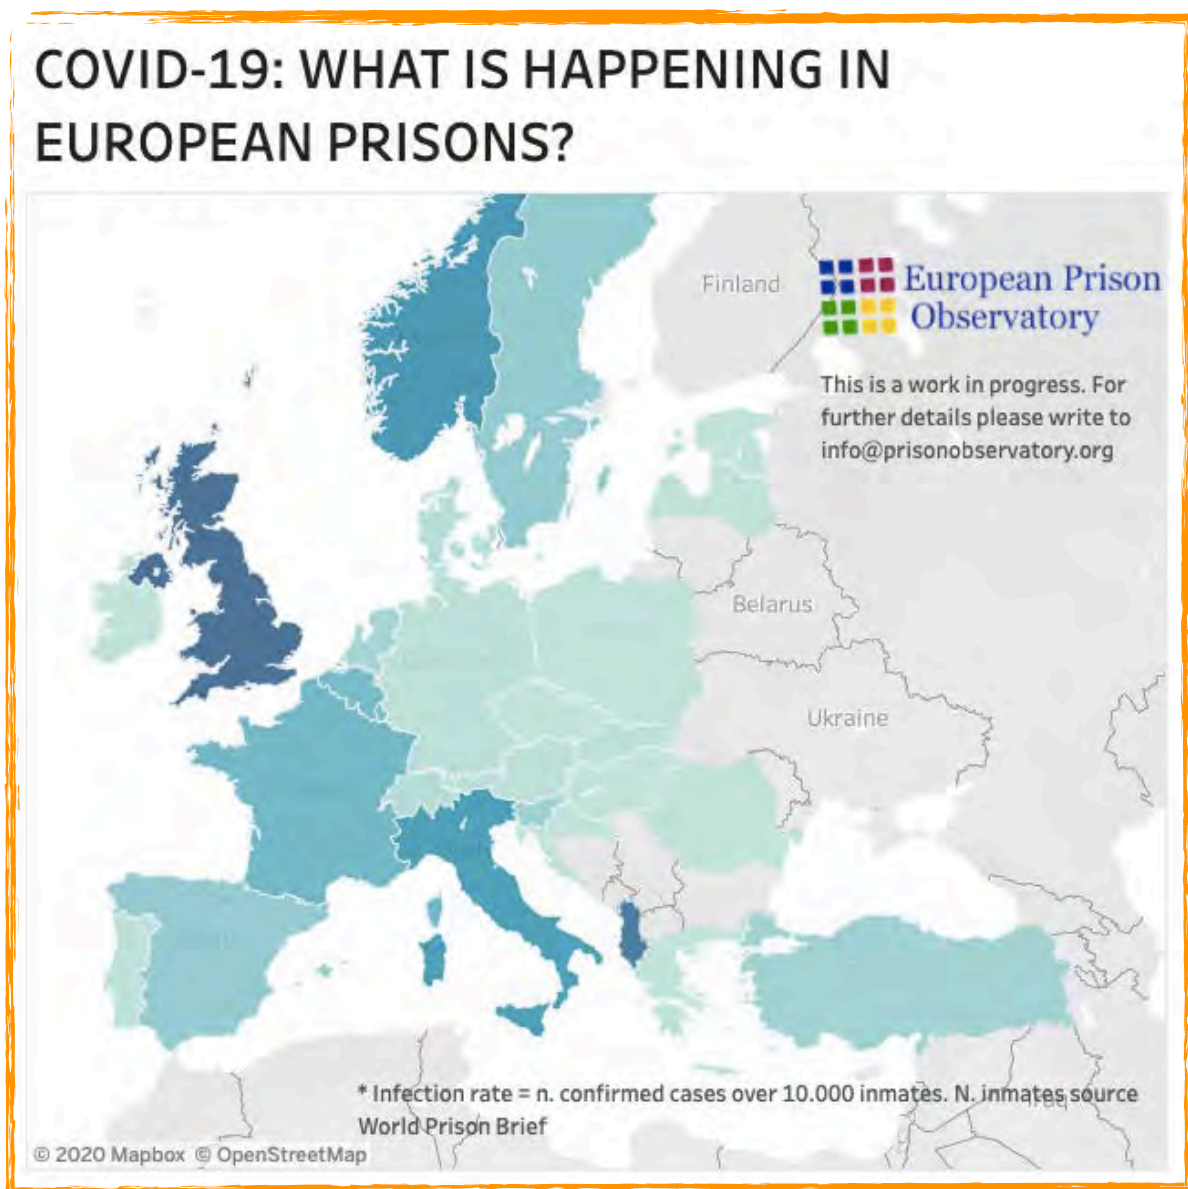 COVID-19: WHAT IS HAPPENING IN
EUROPEAN PRISONS?
Finland
European Prison
Observatory
This is a work in progress. For
further details please write to
info@prisonobservatory.org
Belarus
Ukraine
* Infection rate = n. confirmed cases over 10.000 inmates. N. inmates source
Iraq
World Prison Brief
© 2020 Mapbox © OpenStreetMap